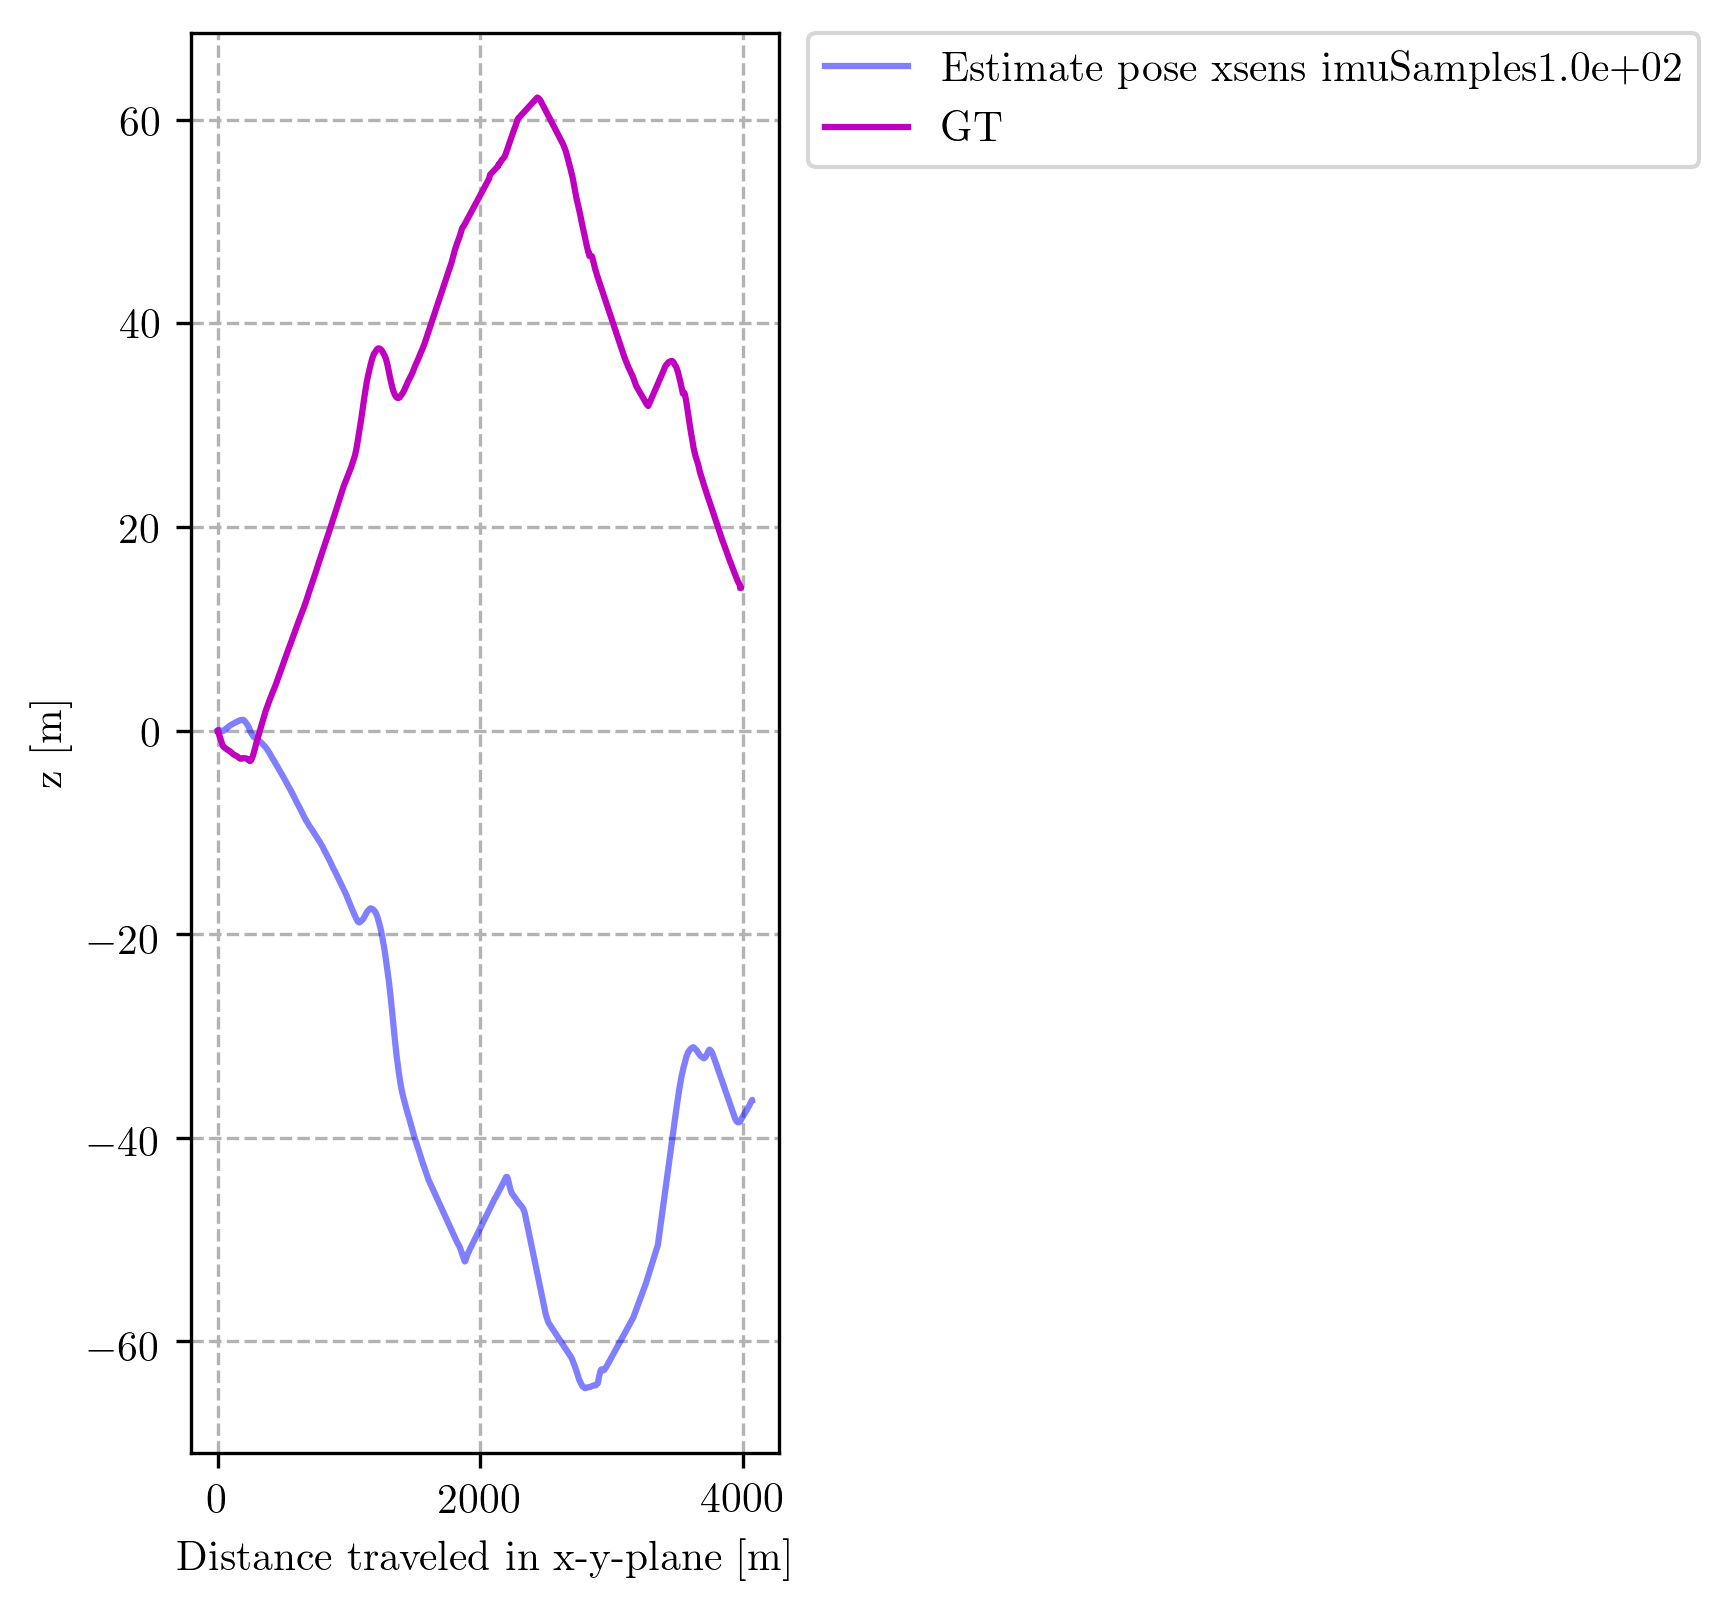 Estimate pose xsens imuSamples1.0e+02
GT
60
40
20
0
−20
−40
−60
z [m]
0 2000 4000
Distance traveled in x-y-plane [m]